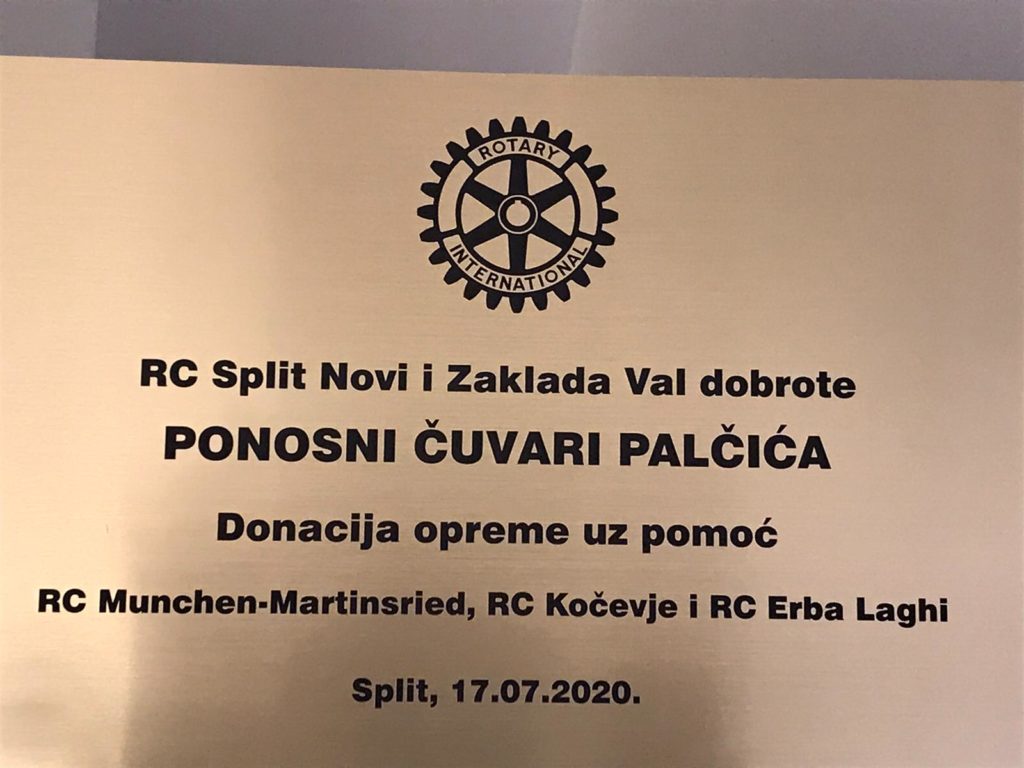 ROTARY
INTERNATIONAL
RC Split Novi i Zaklada Val dobrote
PONOSNI ČUVARI PALČIĆA
Donacija opreme uz pomoć
RC Munchen-Martinsried, RC Kočevje i RC Erba Laghi
Split, 17.07.2020.